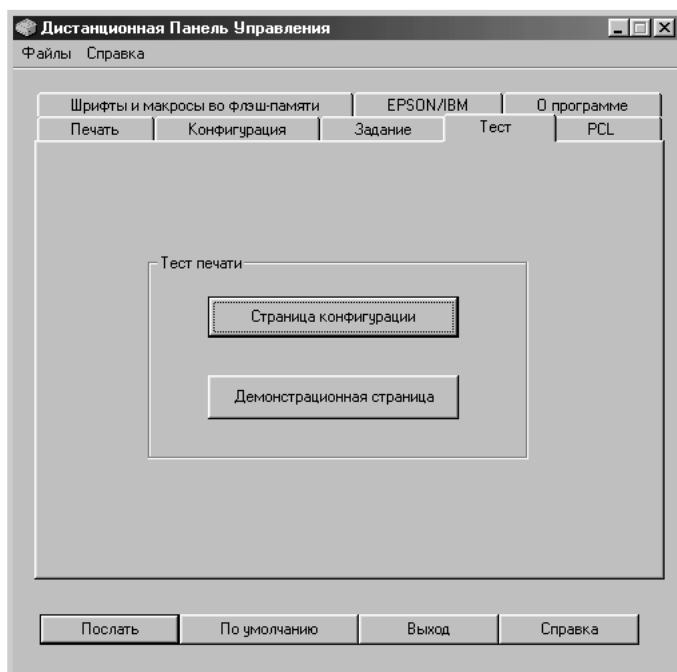 Дистанционная Панель Управления
Файлы Справка
Шрифты и макросы во флэш-памяти EPSON/IBM О программе
Печать Конфигурация Задание Тест PCL
Тест печати
Страница конфигурации
Демонстрационная страница
Послать По умолчанию Выход Справка